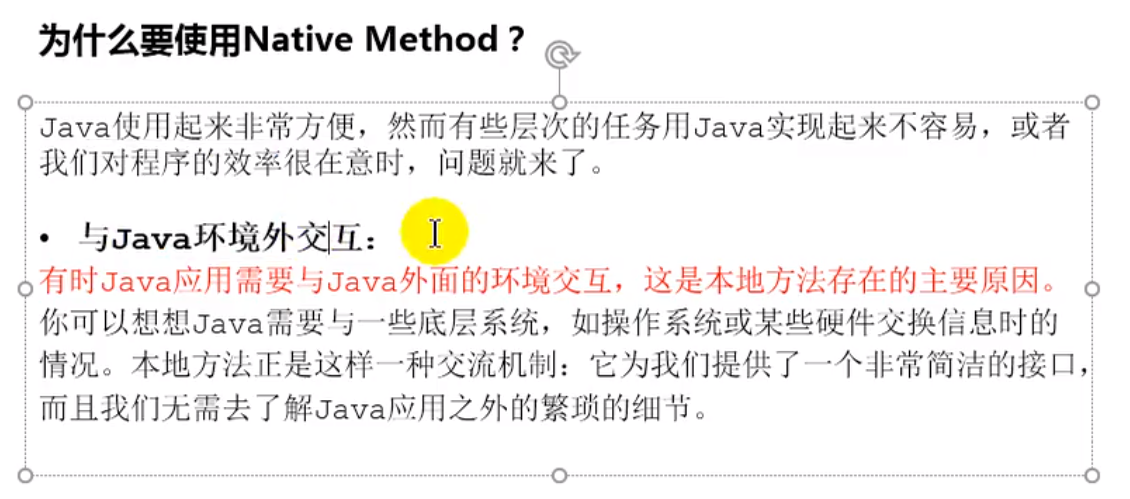 为什么要使用Native Method？
Java使用起来非常方便，然而有些层次的任务用Java实现起来不容易，或者
我们对程序的效率很在意时，问题就来了。
• 与Java环境外交互：
有时Java应用需要与Java外面的环境交互，这是本地方法存在的主要原因。
你可以想想Java需要与一些底层系统，如操作系统或某些硬件交换信息时的
情况。本地方法正是这样一种交流机制：它为我们提供了一个非常简洁的接口，
而且我们无需去了解Java应用之外的繁琐的细节。